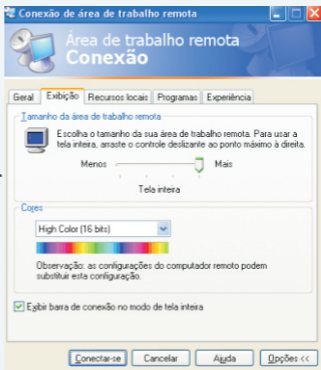 Conexão de área de trabalho remota
Área de trabalho remota
Conexão
Geral Exibição Recursos locais Programas Experiência
Tamanho da área de trabalho remota
Escolha o tamanho da sua área de trabalho remota. Para usar a
tela inteira, arraste o controle deslizante ao ponto máximo à direita.
Menos Mais
Tela inteira
Cores
High Color (16 bits)
Observação: as configurações do computador remoto podem
substituir esta configuração.
Exibir barra de conexão no modo de tela inteira
Conectar-se Cancelar Ajuda Opções <<